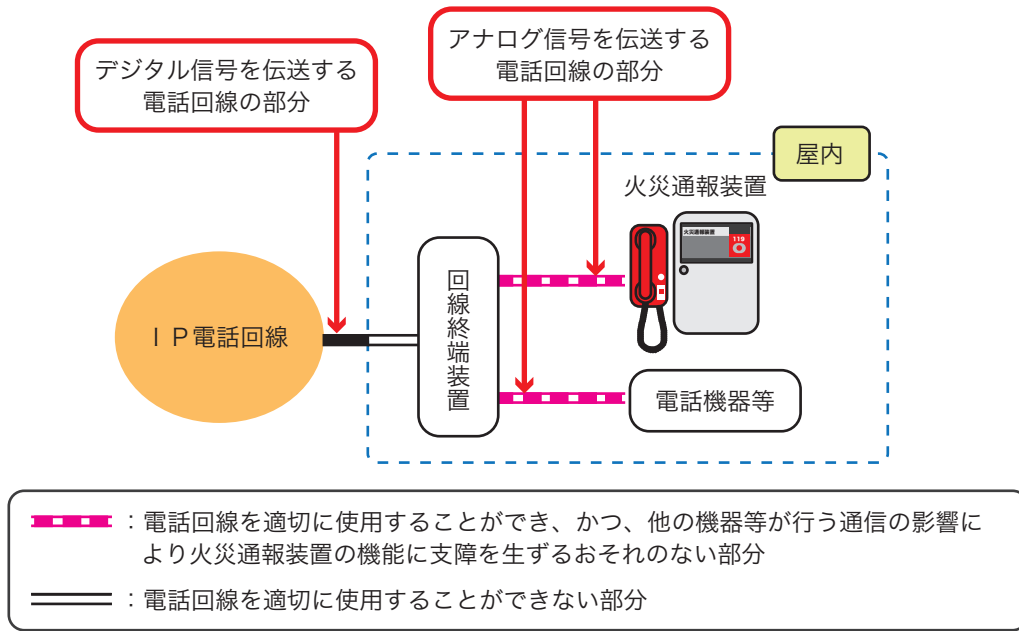 デジタル信号を伝送する
電話回線の部分
アナログ信号を伝送する
電話回線の部分
屋内
火災通報装置
火災通報装置
119
IP電話回線
回線終端装置
電話機器等
：電話回線を適切に使用することができ、かつ、他の機器等が行う通信の影響に
より火災通報装置の機能に支障を生ずるおそれのない部分
：電話回線を適切に使用することができない部分